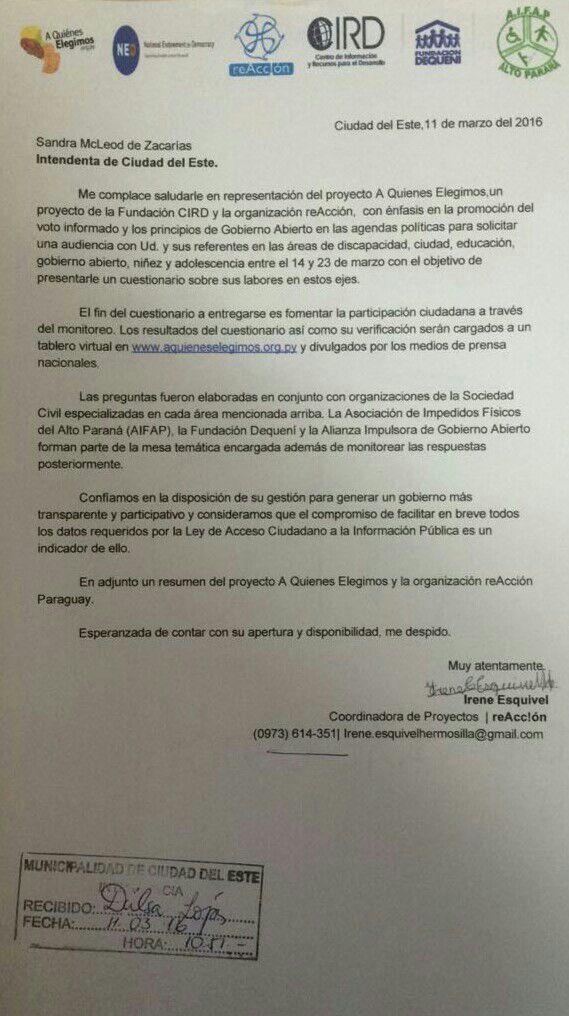 A Quiénes
Elegimos
.org.py
NED
National Endowment for Democracy
reAcción
CIRD
Centro de Información
y Recursos para el Desarrollo
FUNDACIÓN
DEQUENÍ
A.I.F.A.P
ALTO PARANÁ
Ciudad del Este,11 de marzo de 2016
Sandra McLeod de Zacarias
Intendenta de Ciudad del Este.
Me complace saludarle en representación del proyecto A Quienes Elegimos,un
proyecto de la Fundación CIRD y la organización reAcción, con énfasis en la promoción del
voto informado y los principios de Gobierno Abierto en las agendas políticas para solicitar
una audiencia con Ud. y sus referentes en las áreas de discapacidad, ciudad, educación,
gobierno abierto, niñez y adolescencia entre el 14 y 23 de marzo con el objetivo de
presentarle un cuestionario sobre sus labores en estos ejes.
El fin del cuestionario a entregarse es fomentar la participación ciudadana a través
del monitoreo. Los resultados del cuestionario así como su verificación serán cargados a un
tablero virtual en www.aquieneselegimos.org.py y divulgados por los medios de prensa
nacionales.
Las preguntas fueron elaboradas en conjunto con organizaciones de la Sociedad
Civil especializadas en cada área mencionada arriba. La Asociación de Impedidos Físicos
del Alto Paraná (AIFAP), la Fundación Dequení y la Alianza Impulsora de Gobierno Abierto
forman parte de la mesa temática encargada además de monitorear las respuestas
posteriormente.
Confiamos en la disposición de su gestión para generar un gobierno más
transparente y participativo y consideramos que el compromiso de facilitar en breve todos
los datos requeridos por la Ley de Acceso Ciudadano a la Información Pública es un
indicador de ello.
En adjunto un resumen del proyecto A Quienes Elegimos y la organización reAcción
Paraguay.
Esperanzada de contar con su apertura y disponibilidad, me despido.
Muy atentamente.
Irene Esquivel
Irene Esquivel
Coordinadora de Proyectos | reAcc!ón
(0973) 614-351| Irene.esquivelhermosilla@gmail.com
MUNICIPALIDAD DE CIUDAD DEL ESTE
CIA
RECIBIDO: Dilsa
FECHA: 11 03 16
HORA: 10:51.-